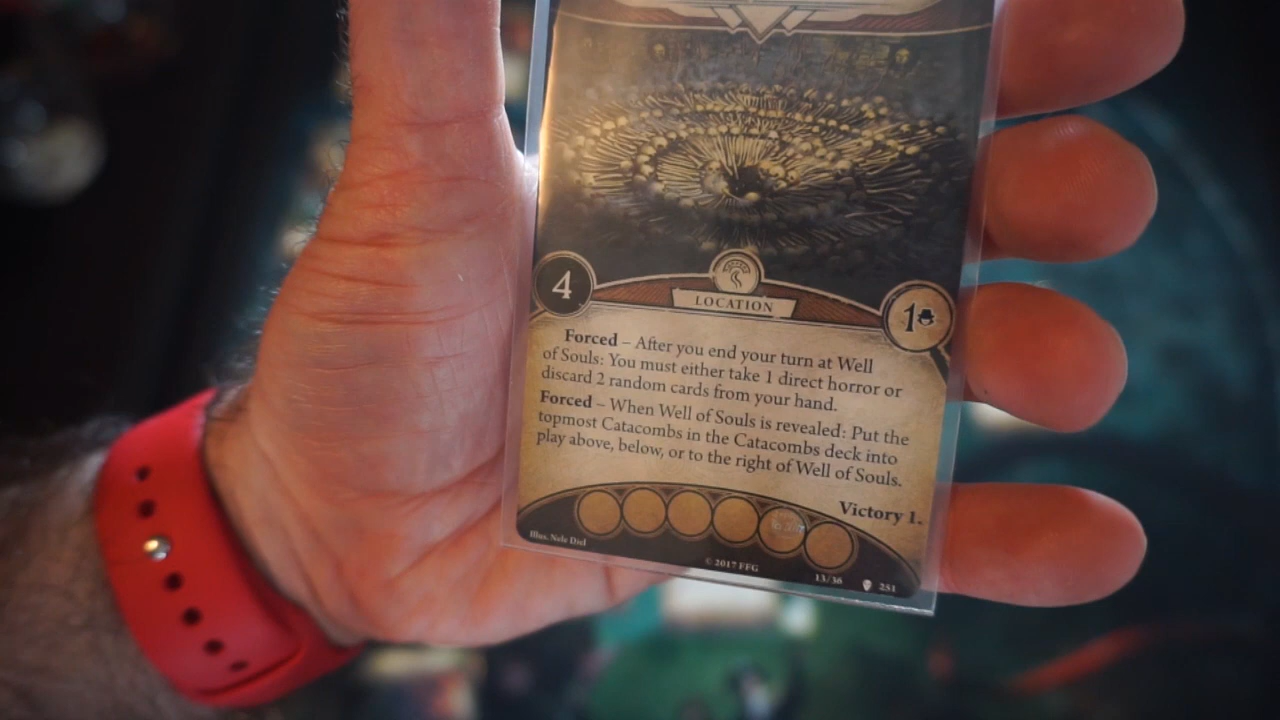 4
LOCATION
1
Forced – After you end your turn at Well
of Souls: You must either take 1 direct horror or
discard 2 random cards from your hand.
Forced – When Well of Souls is revealed: Put the
topmost Catacombs in the Catacombs deck into
play above, below, or to the right of Well of Souls.
Victory 1.
Illus. Nele Diel
© 2017 FFG
13/36
251